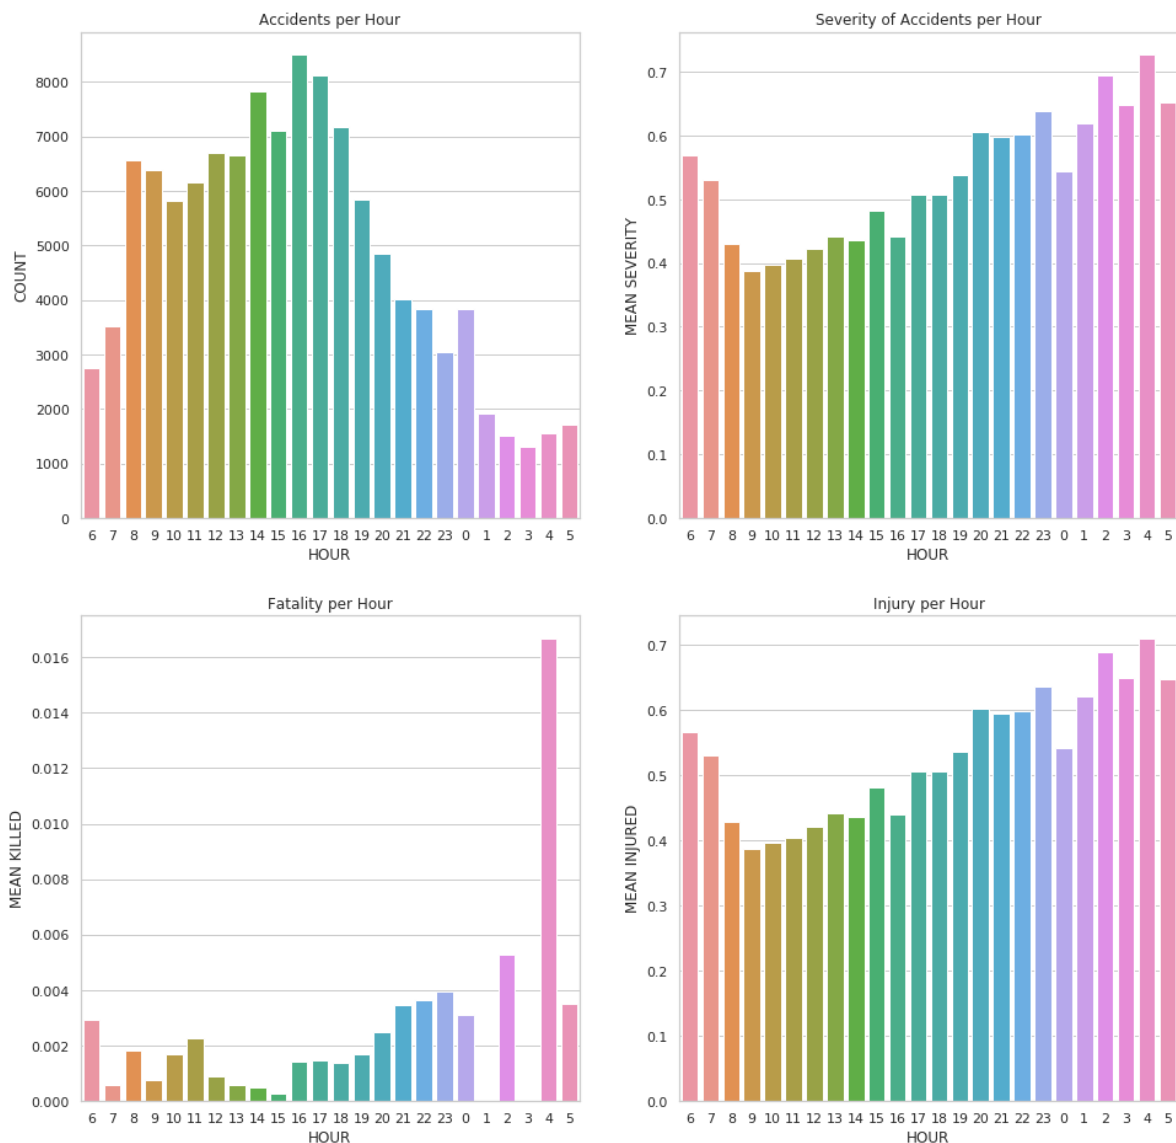 Accidents per Hour
COUNT
8000
7000
6000
5000
4000
3000
2000
1000
0
6 7 8 9 10 11 12 13 14 15 16 17 18 19 20 21 22 23 0 1 2 3 4 5
HOUR
Severity of Accidents per Hour
MEAN SEVERITY
0.7
0.6
0.5
0.4
0.3
0.2
0.1
0.0
6 7 8 9 10 11 12 13 14 15 16 17 18 19 20 21 22 23 0 1 2 3 4 5
HOUR
Fatality per Hour
MEAN KILLED
0.016
0.014
0.012
0.010
0.008
0.006
0.004
0.002
0.000
6 7 8 9 10 11 12 13 14 15 16 17 18 19 20 21 22 23 0 1 2 3 4 5
HOUR
Injury per Hour
MEAN INJURED
0.7
0.6
0.5
0.4
0.3
0.2
0.1
0.0
6 7 8 9 10 11 12 13 14 15 16 17 18 19 20 21 22 23 0 1 2 3 4 5
HOUR